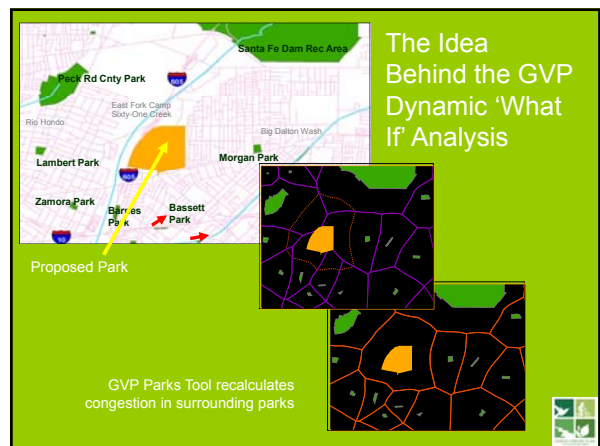 The Idea
Behind the GVP
Dynamic ‘What
If’ Analysis
Santa Fe Dam Rec Area
Peck Rd Cnty Park
605
East Fork Camp
Sixty-One Creek
Rio Hondo
Big Dalton Wash
Lambert Park
Morgan Park
605
Zamora Park
Barnes
Park
Bassett
Park
10
Proposed Park
GVP Parks Tool recalculates
congestion in surrounding parks